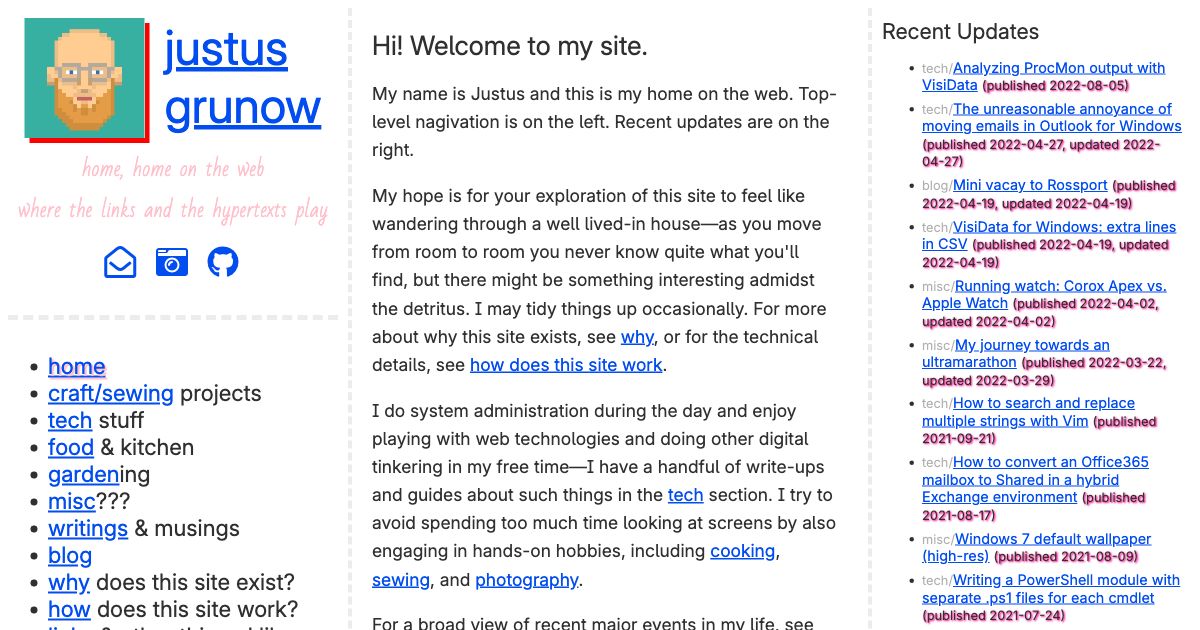 justus
grunow
home, home on the web
where the links and the hypertexts play
home
craft/sewing projects
tech stuff
food & kitchen
gardening
misc???
writings & musings
blog
why does this site exist?
how does this site work?
Hi! Welcome to my site.
My name is Justus and this is my home on the web. Top-
level nagivation is on the left. Recent updates are on the
right.
My hope is for your exploration of this site to feel like
wandering through a well lived-in house—as you move
from room to room you never know quite what you'll
find, but there might be something interesting admidst
the detritus. I may tidy things up occasionally. For more
about why this site exists, see why, or for the technical
details, see how does this site work.
I do system administration during the day and enjoy
playing with web technologies and doing other digital
tinkering in my free time—I have a handful of write-ups
and guides about such things in the tech section. I try to
avoid spending too much time looking at screens by also
engaging in hands-on hobbies, including cooking,
sewing, and photography.
For a broad view of recent major events in my life, see
Recent Updates
tech/Analyzing ProcMon output with
VisiData (published 2022-08-05)
tech/The unreasonable annoyance of
moving emails in Outlook for Windows
(published 2022-04-27, updated 2022-
04-27)
blog/Mini vacay to Rossport (published
2022-04-19, updated 2022-04-19)
tech/VisiData for Windows: extra lines
in CSV (published 2022-04-19, updated
2022-04-19)
misc/Running watch: Corox Apex vs.
Apple Watch (published 2022-04-02,
updated 2022-04-02)
misc/My journey towards an
ultramarathon (published 2022-03-22,
updated 2022-03-29)
tech/How to search and replace
multiple strings with Vim (published
2021-09-21)
tech/How to convert an Office365
mailbox to Shared in a hybrid
Exchange environment (published
2021-08-17)
misc/Windows 7 default wallpaper
(high-res) (published 2021-08-09)
tech/Writing a PowerShell module with
separate .ps1 files for each cmdlet
(published 2021-07-24)